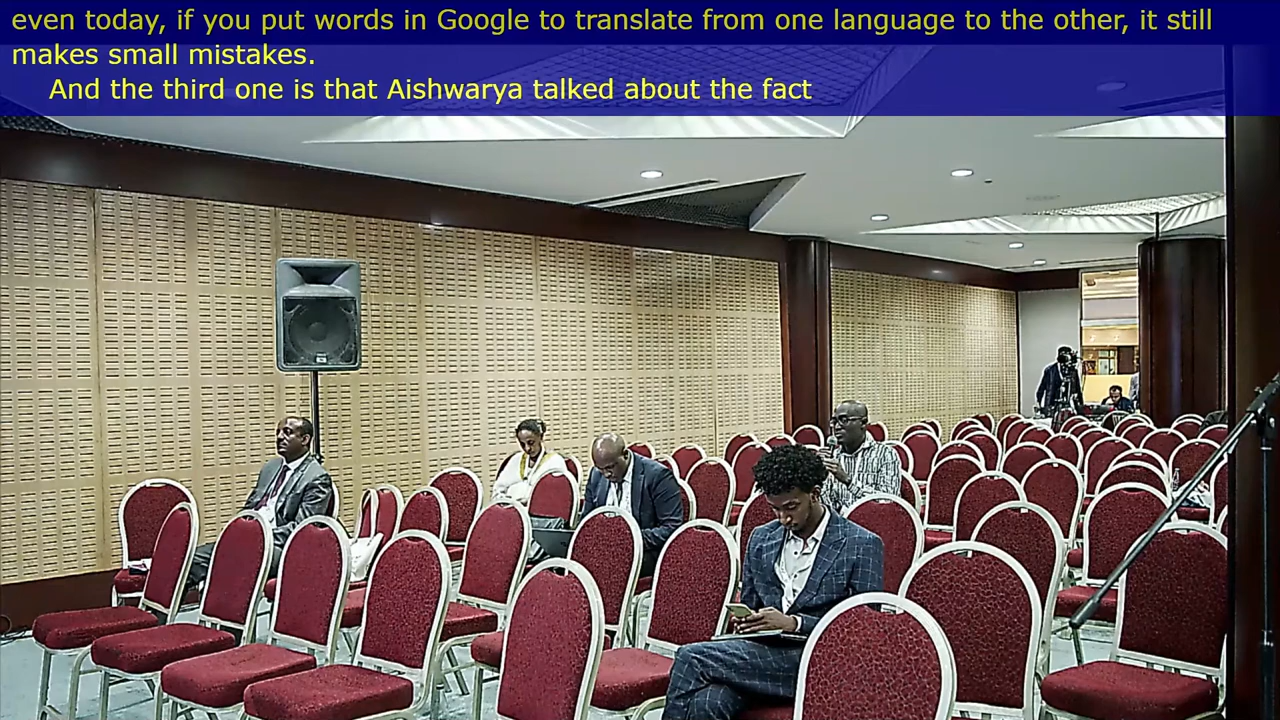 even today, if you put words in Google to translate from one language to the other, it still
makes small mistakes.
And the third one is that Aishwarya talked about the fact